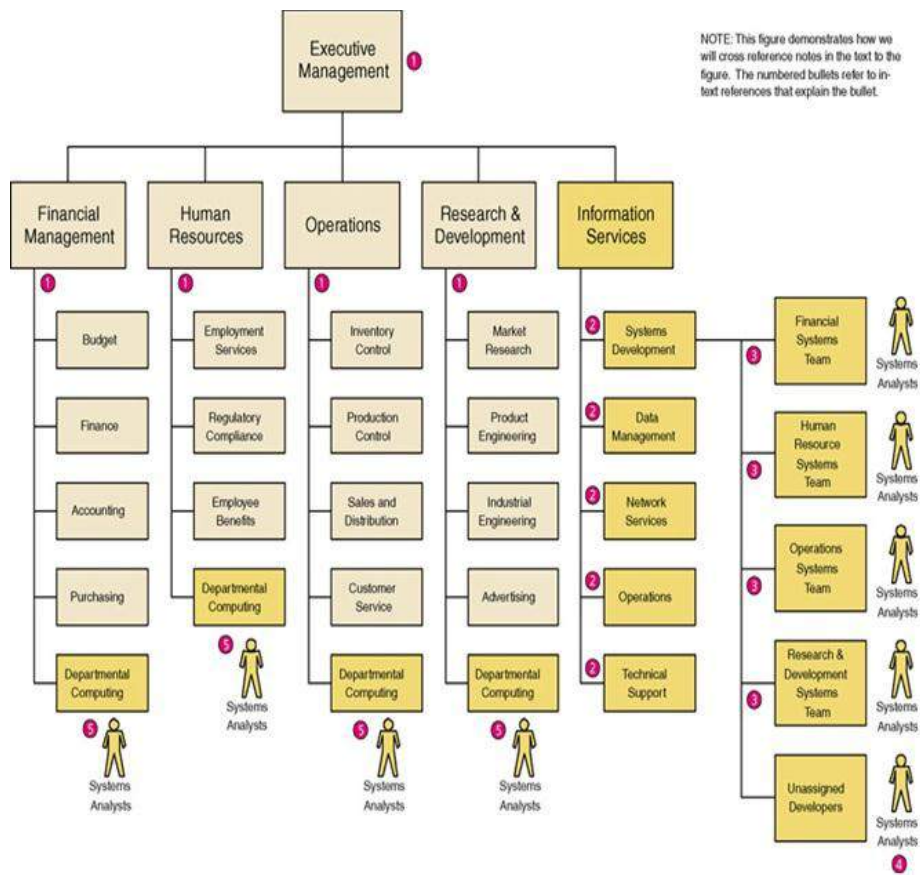 Executive
Management
1
NOTE: This figure demonstrates how we
will cross reference notes in the text to the
figure. The numbered bullets refer to in-
text references that explain the bullet.
Financial
Management
1
Human
Resources
1
Operations
1
Research &
Development
1
Information
Services
Budget
Finance
Accounting
Purchasing
Departmental
Computing
5
Systems
Analysts
Employment
Services
Regulatory
Compliance
Employee
Benefits
Departmental
Computing
5
Systems
Analysts
Inventory
Control
Production
Control
Sales and
Distribution
Customer
Service
Departmental
Computing
5
Systems
Analysts
Market
Research
Product
Engineering
Industrial
Engineering
Advertising
Departmental
Computing
5
Systems
Analysts
2
Systems
Development
2
Data
Management
2
Network
Services
2
Operations
2
Technical
Support
3
Financial
Systems
Team
Systems
Analysts
3
Human
Resource
Systems
Team
Systems
Analysts
3
Operations
Systems
Team
Systems
Analysts
3
Research &
Development
Systems
Team
Systems
Analysts
Unassigned
Developers
Systems
Analysts
4